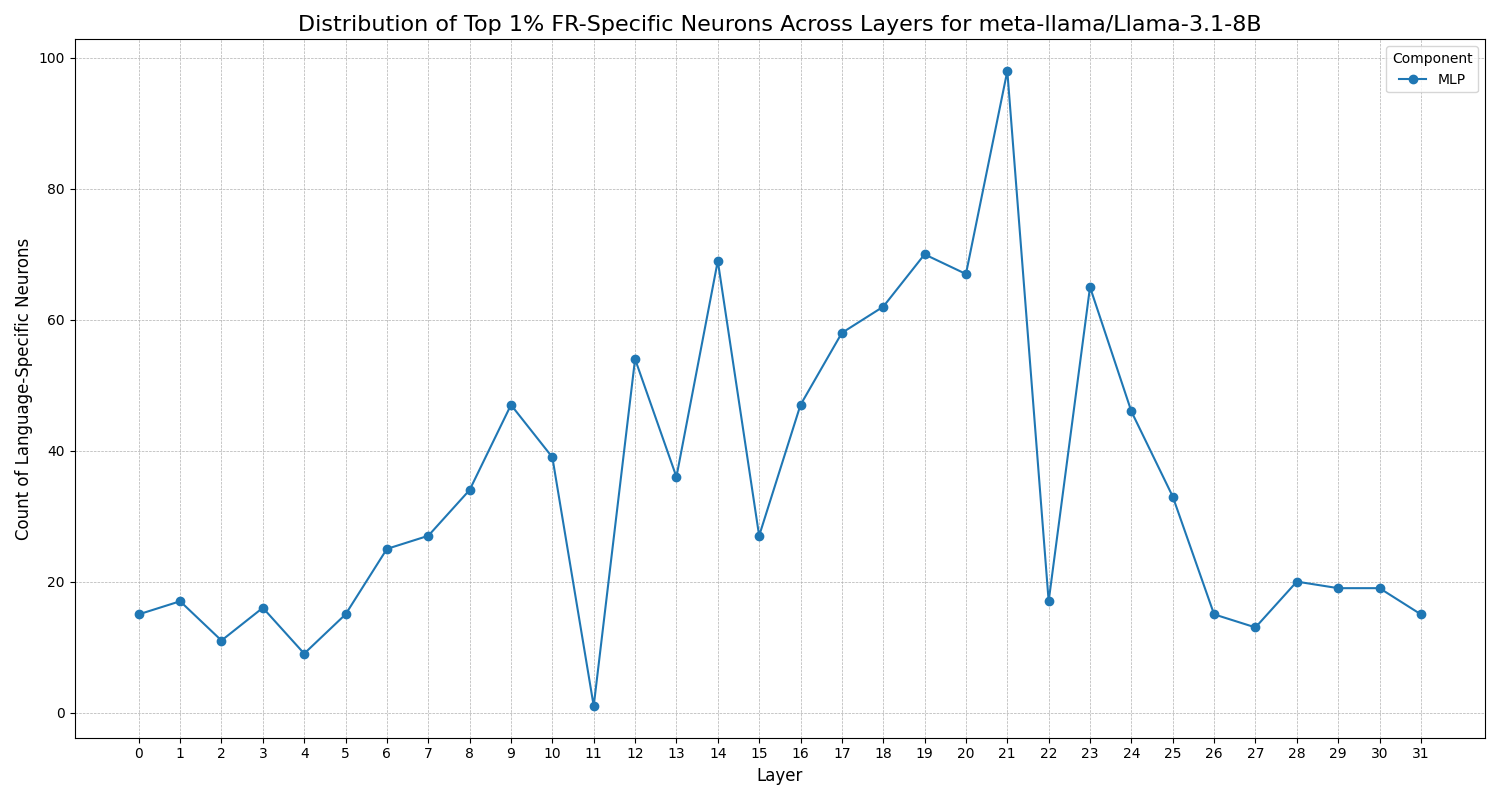 Distribution of Top 1% FR-Specific Neurons Across Layers for meta-llama/Llama-3.1-8B
Component
MLP
Count of Language-Specific Neurons
100
80
60
40
20
0
0 1 2 3 4 5 6 7 8 9 10 11 12 13 14 15 16 17 18 19 20 21 22 23 24 25 26 27 28 29 30 31
Layer